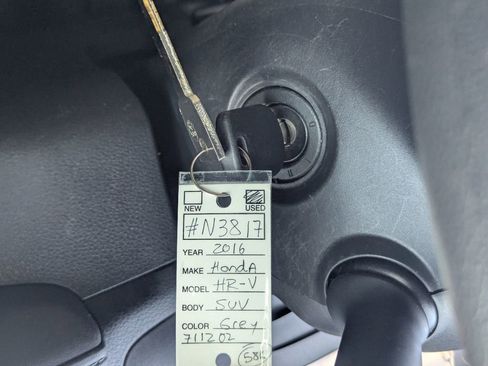 NEW USED
#N3817
YEAR 2016
MAKE HondA
MODEL HR-V
BODY SUV
COLOR Grey
711202